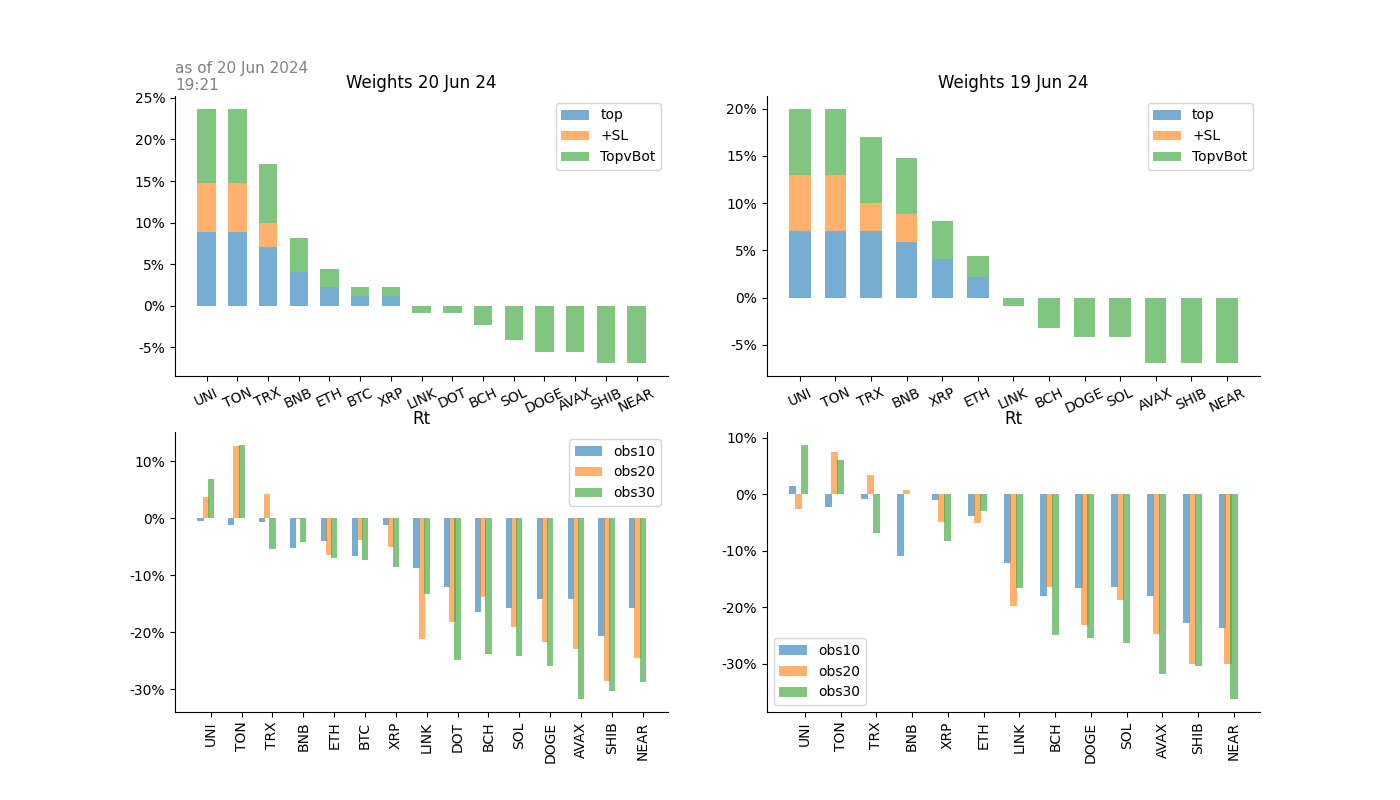 as of 20 Jun 2024
19:21
Weights 20 Jun 24
25%
20%
15%
10%
5%
0%
-5%
top
+SL
TopvBot
UNI TON TRX BNB ETH BTC XRP LINK DOT BCH SOL DOGE AVAX SHIB NEAR
Weights 19 Jun 24
20%
15%
10%
5%
0%
-5%
top
+SL
TopvBot
UNI TON TRX BNB XRP ETH LINK BCH DOGE SOL AVAX SHIB NEAR
Rt
10%
0%
-10%
-20%
-30%
obs10
obs20
obs30
UNI TON TRX BNB ETH BTC XRP LINK DOT BCH SOL DOGE AVAX SHIB NEAR
Rt
10%
0%
-10%
-20%
-30%
obs10
obs20
obs30
UNI TON TRX BNB XRP ETH LINK BCH DOGE SOL AVAX SHIB NEAR